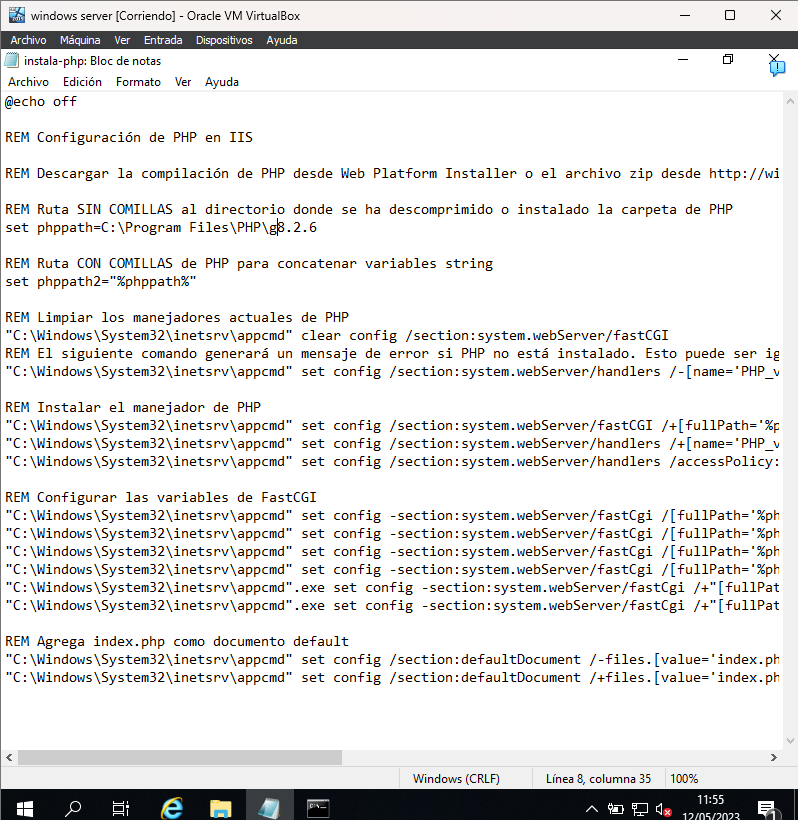 windows server [Corriendo] - Oracle VM VirtualBox
Archivo Máquina Ver Entrada Dispositivos Ayuda
instala-php: Bloc de notas
Archivo Edición Formato Ver Ayuda
@echo off
REM Configuración de PHP en IIS
REM Descargar la compilación de PHP desde Web Platform Installer o el archivo zip desde http://wi
REM Ruta SIN COMILLAS al directorio donde se ha descomprimido o instalado la carpeta de PHP
set phppath=C:\Program Files\PHP\g8.2.6
REM Ruta CON COMILLAS de PHP para concatenar variables string
set phppath2="%phppath%"
REM Limpiar los manejadores actuales de PHP
"C:\Windows\System32\inetsrv\appcmd" clear config /section:system.webServer/fastCGI
REM El siguiente comando generará un mensaje de error si PHP no está instalado. Esto puede ser ig
"C:\Windows\System32\inetsrv\appcmd" set config /section:system.webServer/handlers /-[name='PHP_v
REM Instalar el manejador de PHP
"C:\Windows\System32\inetsrv\appcmd" set config /section:system.webServer/fastCGI /+[fullPath='%p
"C:\Windows\System32\inetsrv\appcmd" set config /section:system.webServer/handlers /+[name='PHP_v
"C:\Windows\System32\inetsrv\appcmd" set config /section:system.webServer/handlers /accessPolicy:
REM Configurar las variables de FastCGI
"C:\Windows\System32\inetsrv\appcmd" set config -section:system.webServer/fastCgi /[fullPath='%ph
"C:\Windows\System32\inetsrv\appcmd" set config -section:system.webServer/fastCgi /[fullPath='%ph
"C:\Windows\System32\inetsrv\appcmd" set config -section:system.webServer/fastCgi /[fullPath='%ph
"C:\Windows\System32\inetsrv\appcmd" set config -section:system.webServer/fastCgi /[fullPath='%ph
"C:\Windows\System32\inetsrv\appcmd".exe set config -section:system.webServer/fastCgi /+"[fullPat
"C:\Windows\System32\inetsrv\appcmd".exe set config -section:system.webServer/fastCgi /+"[fullPat
REM Agrega index.php como documento default
"C:\Windows\System32\inetsrv\appcmd" set config /section:defaultDocument /-files.[value='index.ph
"C:\Windows\System32\inetsrv\appcmd" set config /section:defaultDocument /+files.[value='index.ph
Windows (CRLF) Línea 8, columna 35 100%
11:55
12/05/2023
1